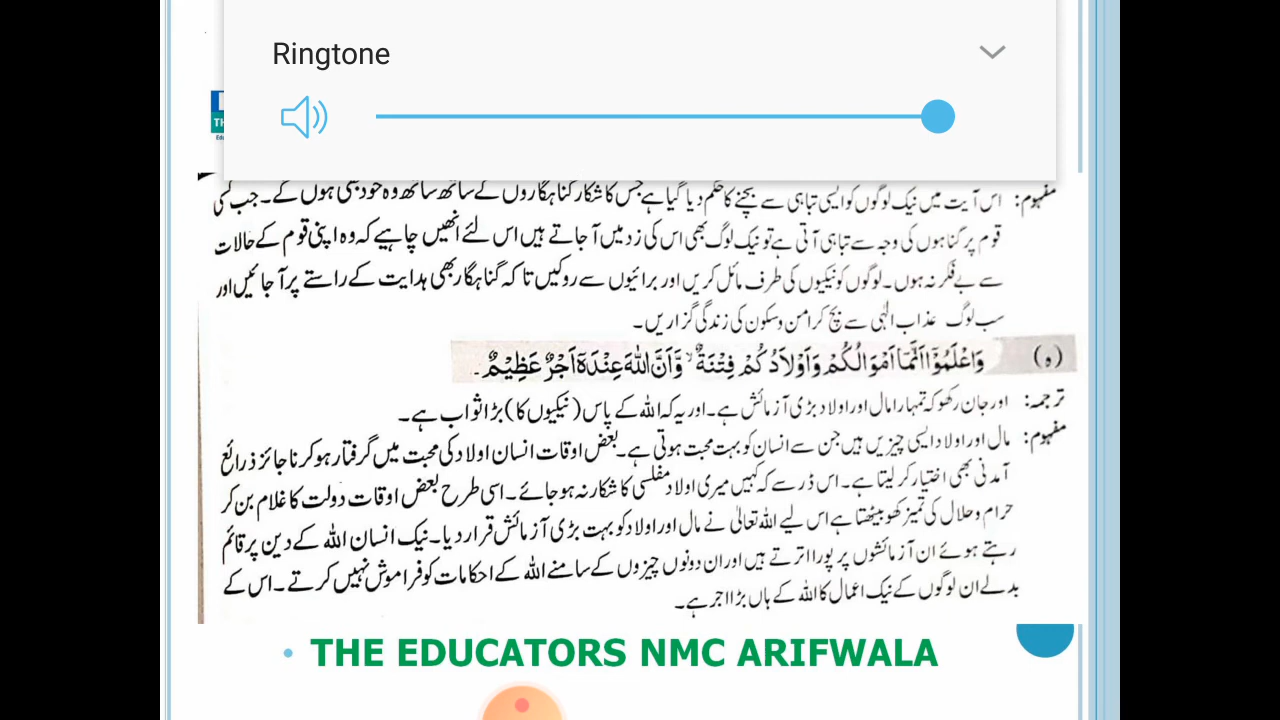 Ringtone
TH
Edu
مفہوم: اس آیت میں نیک لوگوں کو ایسی تباہی سے بچنے کا حکم دیا گیا ہے جس کا شکار گناہگاروں کے ساتھ ساتھ وہ خود بھی ہوں گے۔ جب کسی
قوم پر گناہوں کی وجہ سے تباہی آتی ہے تو نیک لوگ بھی اس کی زد میں آجاتے ہیں اس لئے انھیں چاہیے کہ وہ اپنی قوم کے حالات
سے بے فکر نہ ہوں۔ لوگوں کو نیکیوں کی طرف مائل کریں اور برائیوں سے روکیں تاکہ گناہگار بھی ہدایت کے راستے پر آجائیں اور
سب لوگ عذاب الٰہی سے بچ کر امن و سکون کی زندگی گزاریں۔
(۵) وَاعْلَمُوْٓا اَنَّمَآ اَمْوَالُكُمْ وَاَوْلَادُكُمْ فِتْنَةٌ ۙ وَّاَنَّ اللّٰهَ عِنْدَهٗٓ اَجْرٌ عَظِيْمٌ۔
ترجمہ: اور جان رکھو کہ تمہارا مال اور اولاد بڑی آزمائش ہے۔ اور یہ کہ اللہ کے پاس (نیکیوں کا) بڑا ثواب ہے۔
مفہوم: مال اور اولاد ایسی چیزیں ہیں جن سے انسان کو بہت محبت ہوتی ہے۔ بعض اوقات انسان اولاد کی محبت میں گرفتار ہو کر ناجائز ذرائع
آمدنی بھی اختیار کر لیتا ہے۔ اس ڈر سے کہ کہیں میری اولاد مفلسی کا شکار نہ ہو جائے۔ اسی طرح بعض اوقات دولت کا غلام بن کر
حرام و حلال کی تمیز کھو بیٹھتا ہے اس لیے اللہ تعالیٰ نے مال اور اولاد کو بہت بڑی آزمائش قرار دیا۔ نیک انسان اللہ کے دین پر قائم
رہتے ہوئے ان آزمائشوں پر پورا اترتے ہیں اور ان دونوں چیزوں کے سامنے اللہ کے احکامات کو فراموش نہیں کرتے۔ اس کے
بدلے ان لوگوں کے نیک اعمال کا اللہ کے ہاں بڑا اجر ہے۔
• THE EDUCATORS NMC ARIFWALA